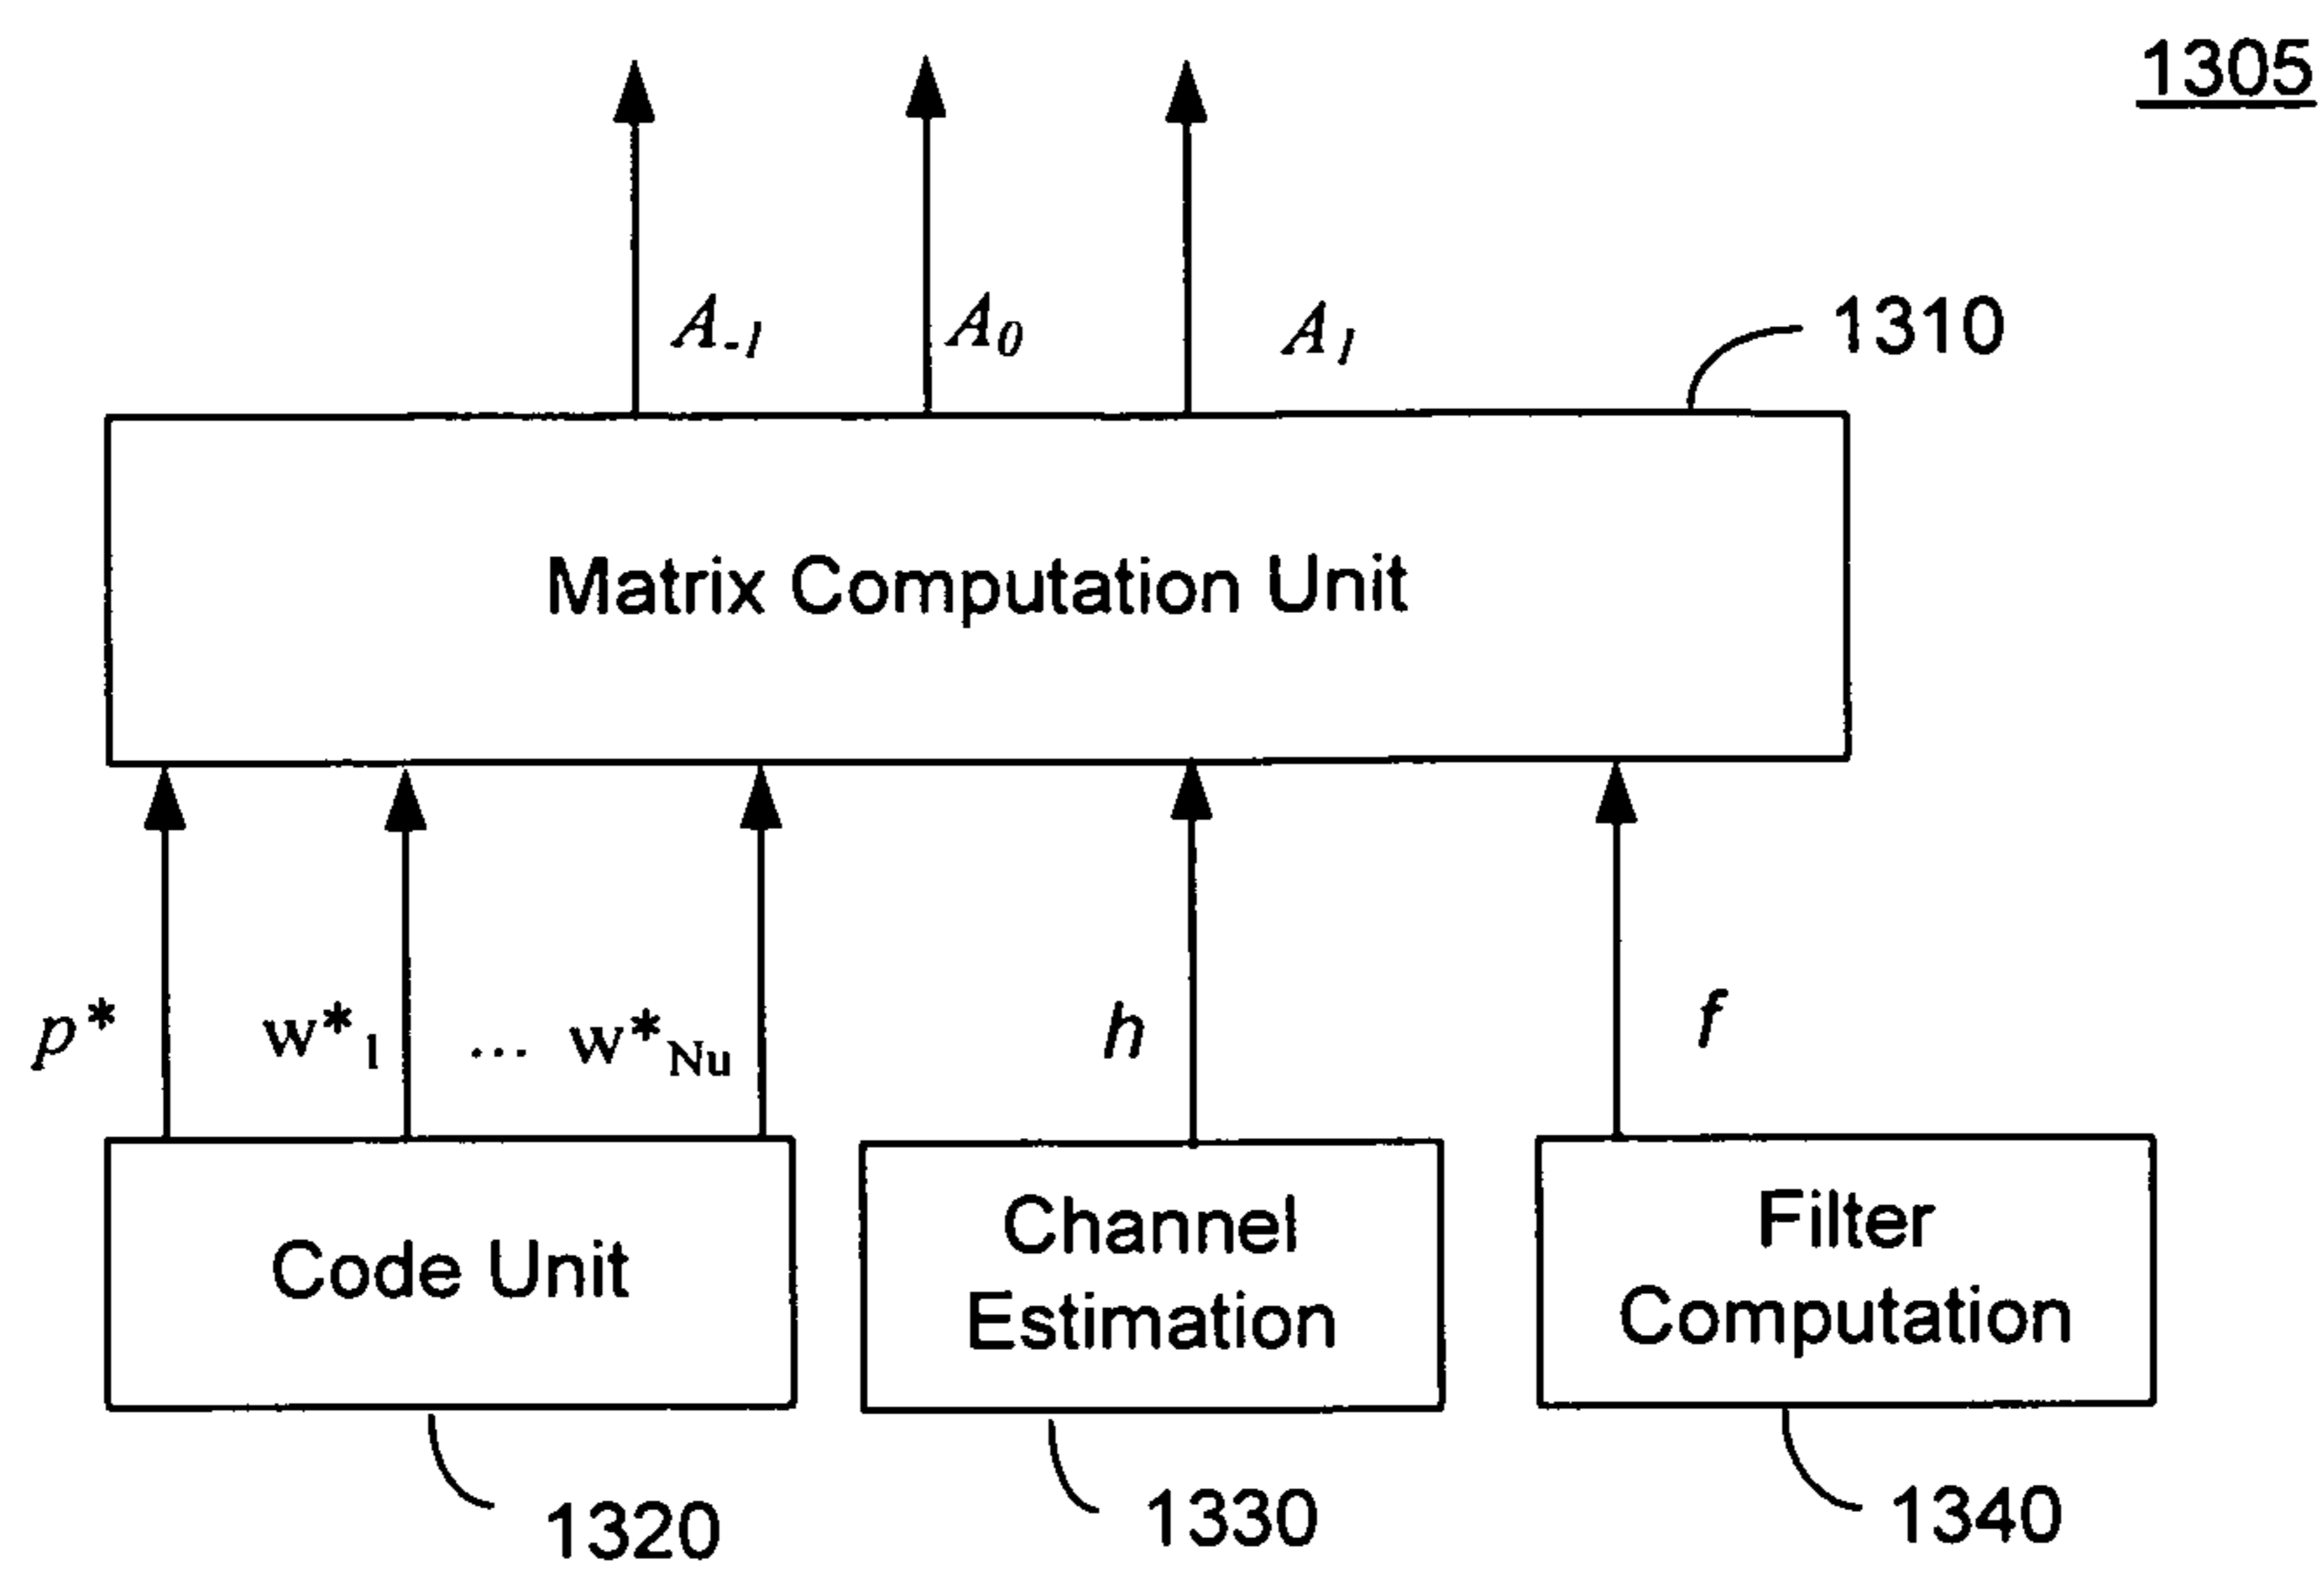 1305
A-1 A0 A1
1310
Matrix Computation Unit
p* w*1 ... w*Nu h f
Code Unit
Channel
Estimation
Filter
Computation
1320
1330
1340